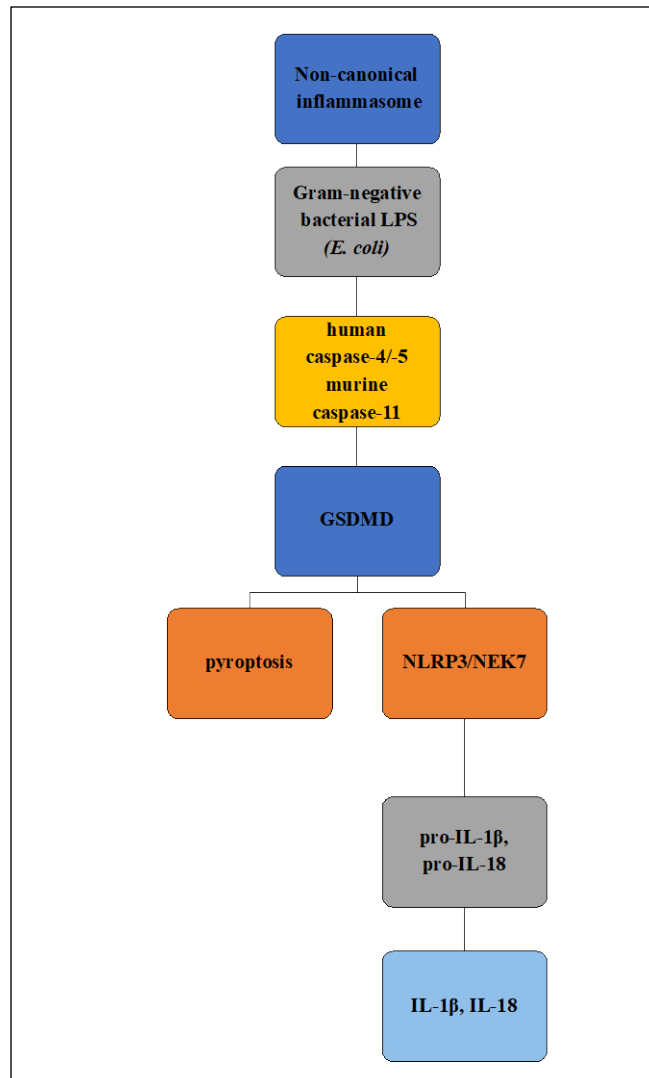 Non-canonical
inflammasome
Gram-negative
bacterial LPS
(E. coli)
human
caspase-4/-5
murine
caspase-11
GSDMD
pyroptosis
NLRP3/NEK7
pro-IL-1β,
pro-IL-18
IL-1β, IL-18